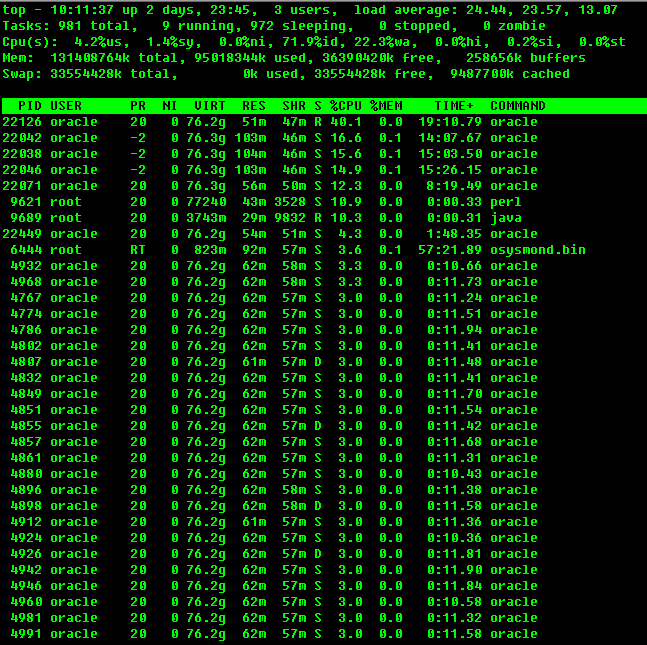 top - 10:11:37 up 2 days, 23:45,  3 users,  load average: 24.44, 23.57, 13.07
Tasks: 981 total,   9 running, 972 sleeping,   0 stopped,   0 zombie
Cpu(s):  4.2%us,  1.4%sy,  0.0%ni, 71.9%id, 22.3%wa,  0.0%hi,  0.2%si,  0.0%st
Mem:  131408764k total, 95018344k used, 36390420k free,   258656k buffers
Swap: 33554428k total,        0k used, 33554428k free,  9487700k cached
PID USER      PR  NI  VIRT  RES  SHR S %CPU %MEM    TIME+  COMMAND
22126 oracle    20   0 76.2g  51m  47m R 40.1  0.0  19:10.79 oracle
22042 oracle    -2   0 76.3g 103m  46m S 16.6  0.1  14:07.67 oracle
22038 oracle    -2   0 76.3g 104m  46m S 15.6  0.1  15:03.50 oracle
22046 oracle    -2   0 76.3g 103m  46m S 14.9  0.1  15:26.15 oracle
22071 oracle    20   0 76.3g  56m  50m S 12.3  0.0   8:19.49 oracle
9621 root      20   0 77240  43m 3528 S 10.9  0.0   0:00.33 perl
9689 root      20   0 3743m  29m 9832 R 10.3  0.0   0:00.31 java
22449 oracle    20   0 76.2g  54m  51m S  4.3  0.0   1:48.35 oracle
6444 root      RT   0  823m  92m  57m S  3.6  0.1  57:21.89 osysmond.bin
4932 oracle    20   0 76.2g  62m  58m S  3.3  0.0   0:10.66 oracle
4968 oracle    20   0 76.2g  62m  58m S  3.3  0.0   0:11.73 oracle
4767 oracle    20   0 76.2g  62m  57m S  3.0  0.0   0:11.24 oracle
4774 oracle    20   0 76.2g  62m  57m S  3.0  0.0   0:11.51 oracle
4786 oracle    20   0 76.2g  62m  57m S  3.0  0.0   0:11.94 oracle
4802 oracle    20   0 76.2g  62m  57m S  3.0  0.0   0:11.41 oracle
4807 oracle    20   0 76.2g  61m  57m D  3.0  0.0   0:11.48 oracle
4832 oracle    20   0 76.2g  62m  57m S  3.0  0.0   0:11.41 oracle
4849 oracle    20   0 76.2g  62m  57m S  3.0  0.0   0:11.70 oracle
4851 oracle    20   0 76.2g  62m  57m S  3.0  0.0   0:11.54 oracle
4855 oracle    20   0 76.2g  62m  57m D  3.0  0.0   0:11.42 oracle
4857 oracle    20   0 76.2g  62m  57m S  3.0  0.0   0:11.68 oracle
4861 oracle    20   0 76.2g  62m  57m S  3.0  0.0   0:11.31 oracle
4880 oracle    20   0 76.2g  62m  57m S  3.0  0.0   0:10.43 oracle
4896 oracle    20   0 76.2g  62m  58m S  3.0  0.0   0:11.38 oracle
4898 oracle    20   0 76.2g  62m  58m D  3.0  0.0   0:11.58 oracle
4912 oracle    20   0 76.2g  61m  57m S  3.0  0.0   0:11.36 oracle
4924 oracle    20   0 76.2g  62m  57m S  3.0  0.0   0:10.36 oracle
4926 oracle    20   0 76.2g  62m  57m D  3.0  0.0   0:11.81 oracle
4942 oracle    20   0 76.2g  62m  57m S  3.0  0.0   0:11.90 oracle
4946 oracle    20   0 76.2g  62m  57m S  3.0  0.0   0:11.84 oracle
4960 oracle    20   0 76.2g  62m  57m S  3.0  0.0   0:10.58 oracle
4981 oracle    20   0 76.2g  62m  57m S  3.0  0.0   0:11.32 oracle
4991 oracle    20   0 76.2g  62m  57m S  3.0  0.0   0:11.58 oracle